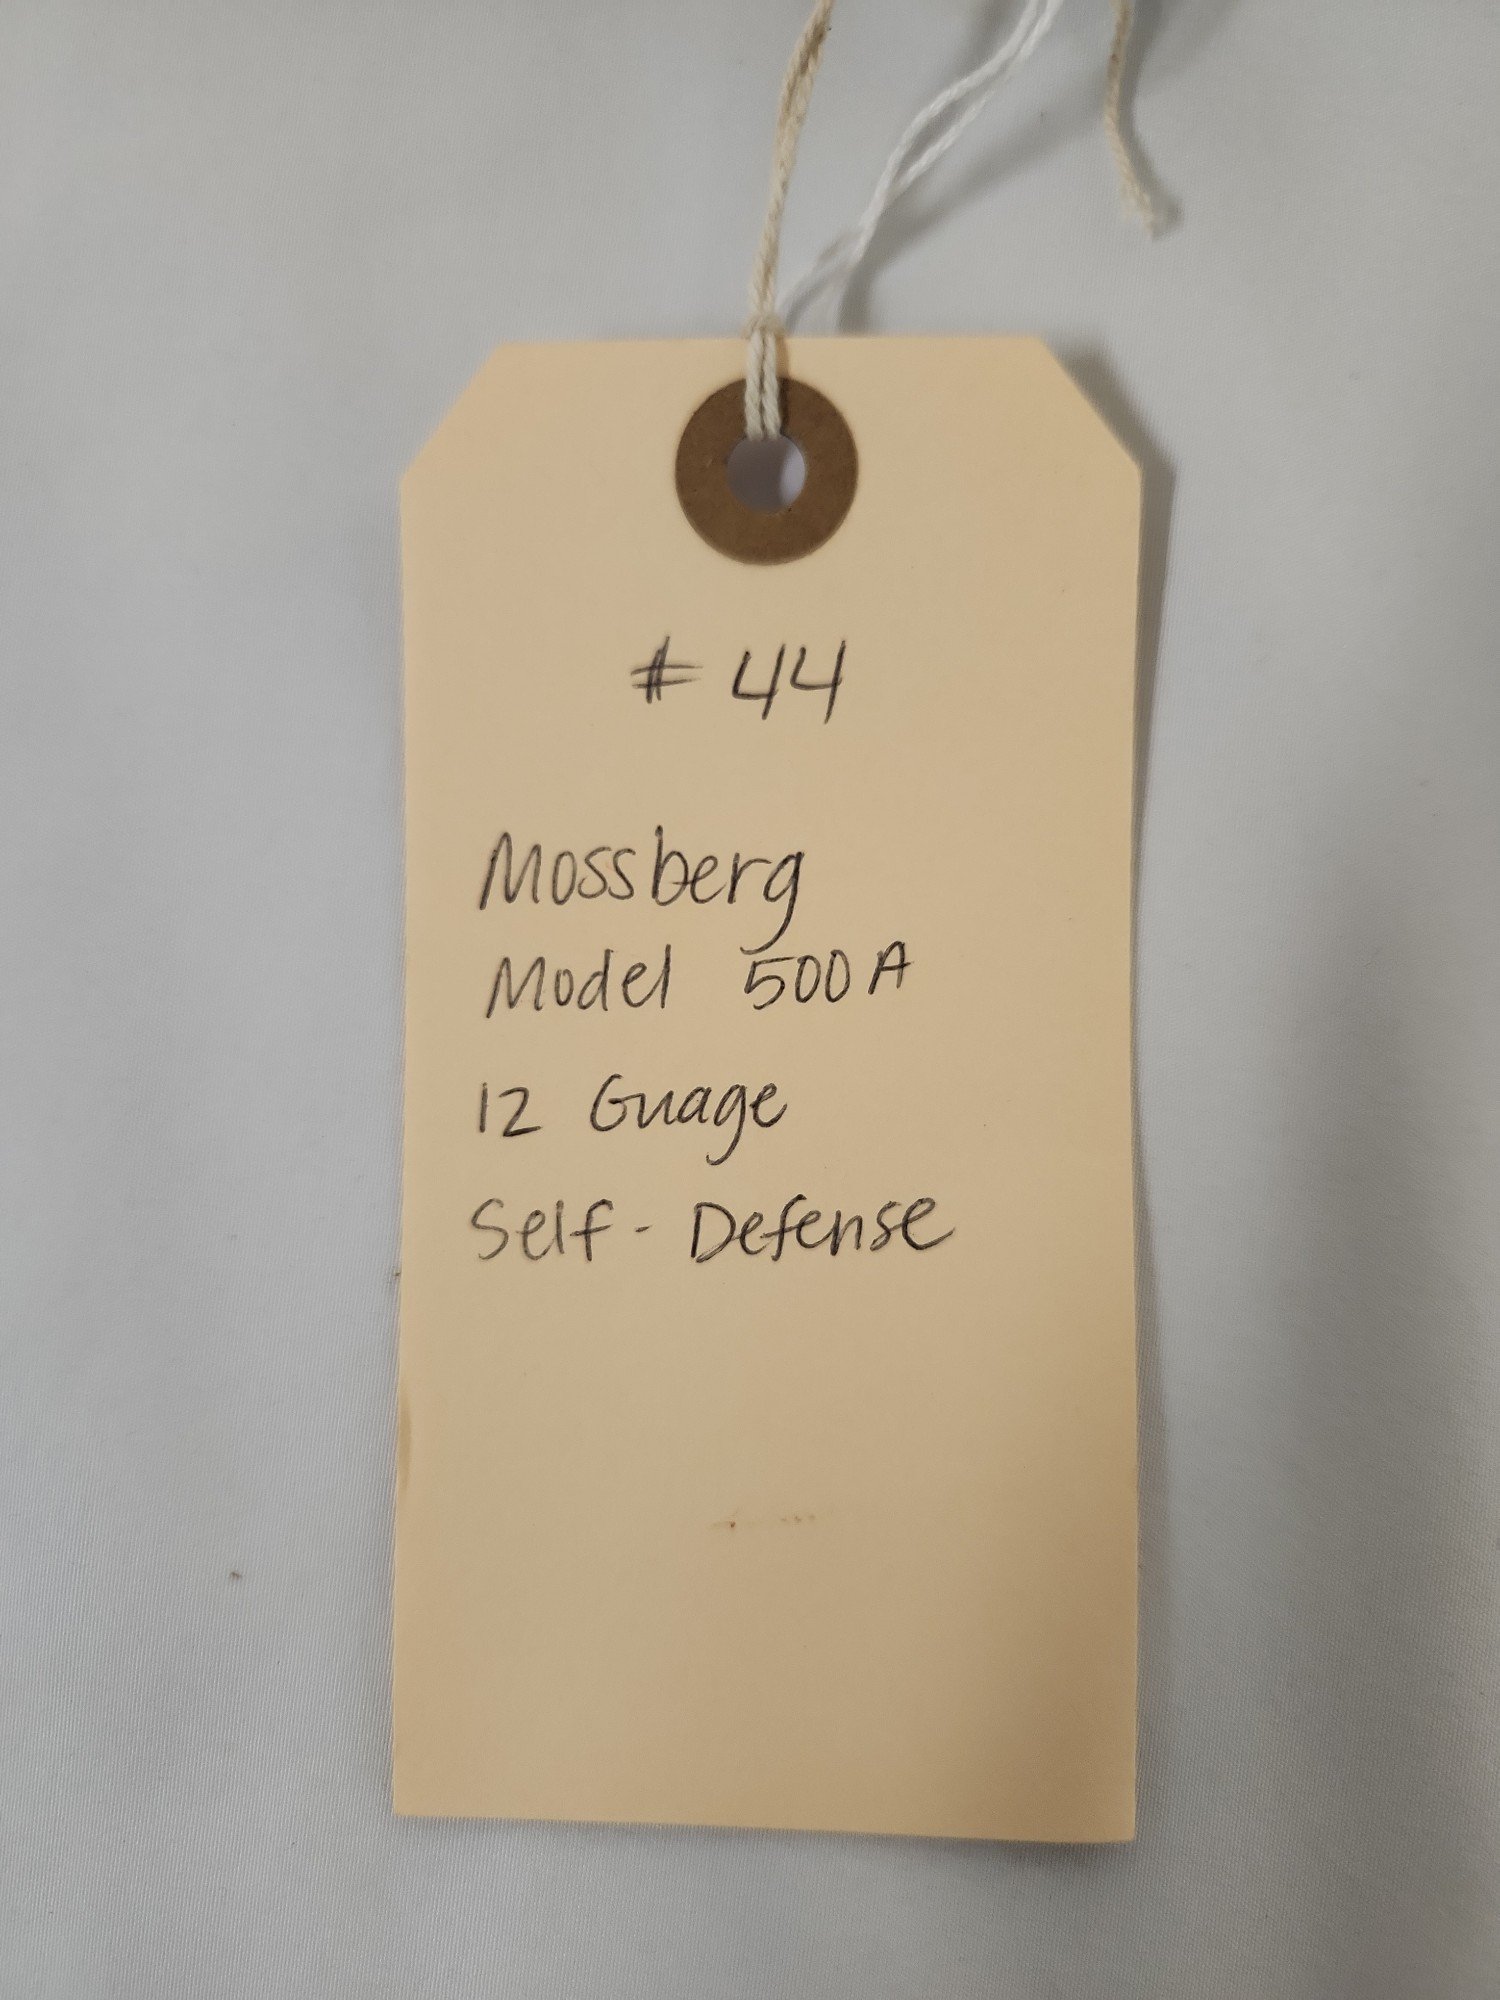 # 44
Mossberg
Model 500A
12 Guage
Self-Defense